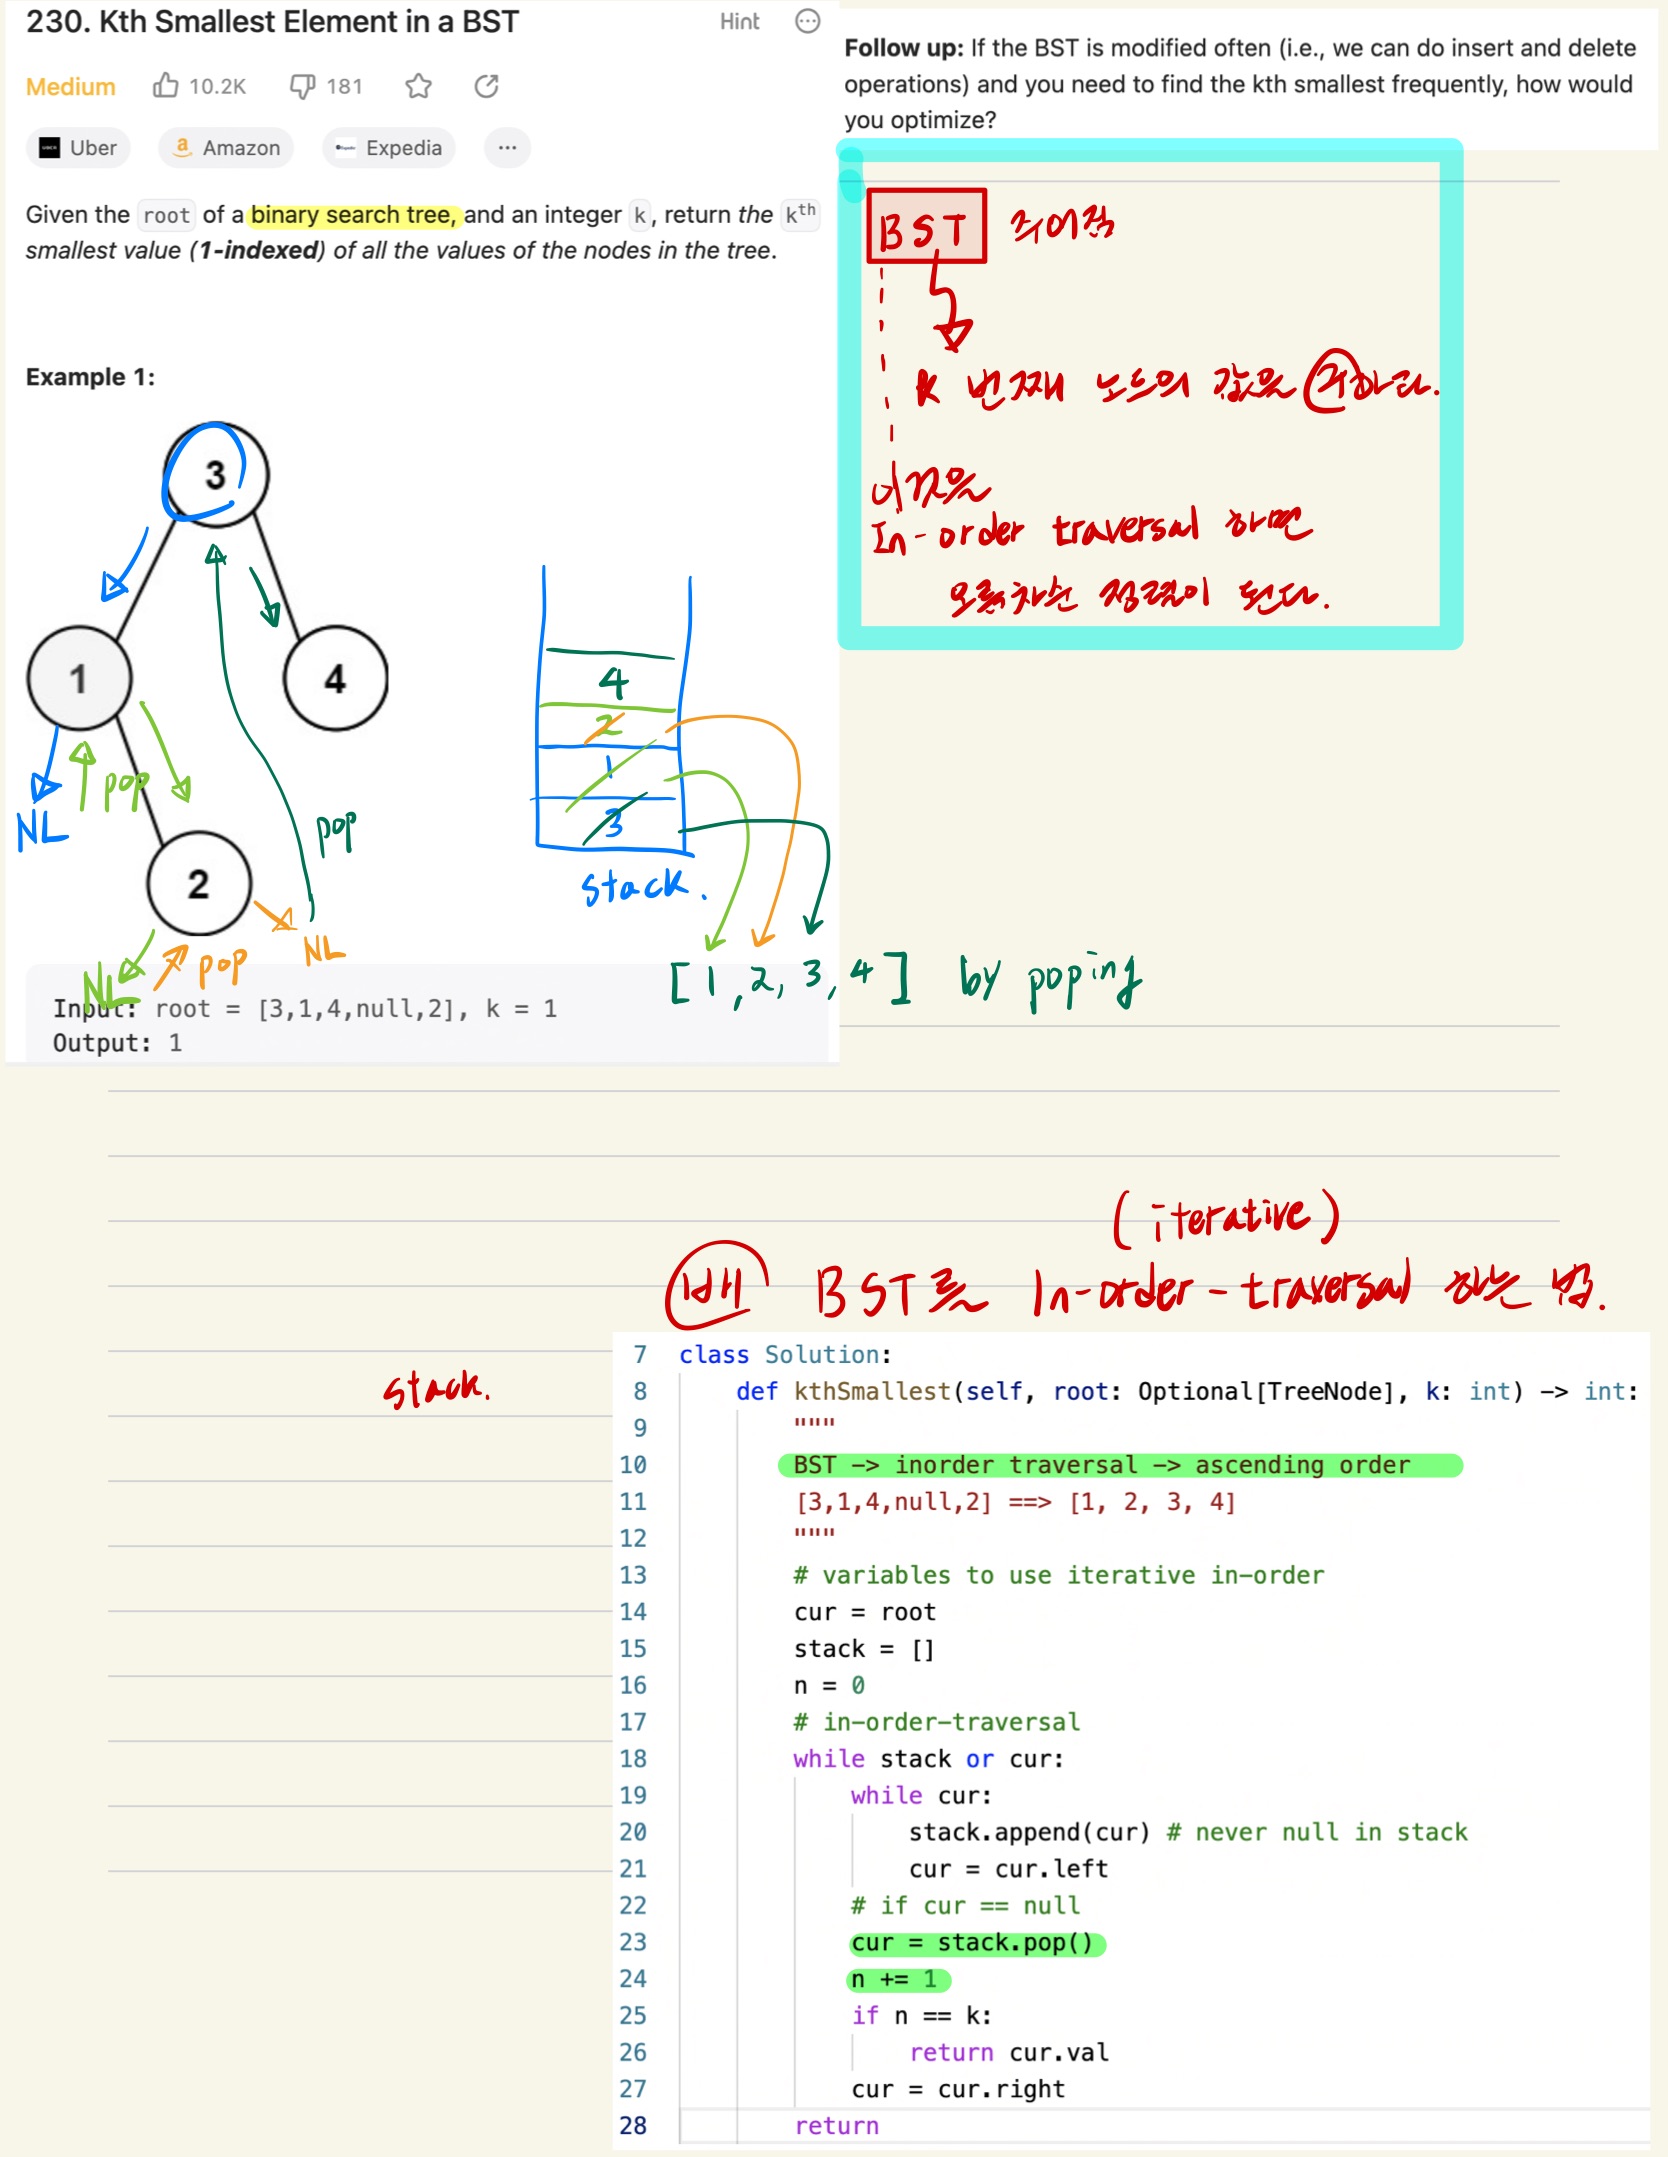 230. Kth Smallest Element in a BST
Hint
Medium
10.2K
181
Uber
Amazon
Expedia
Given the root of a binary search tree, and an integer k, return the kth
smallest value (1-indexed) of all the values of the nodes in the tree.
Example 1:
3
1
4
2
NL
pop
pop
NL
pop
NL
4
2
1
3
stack.
[1, 2, 3, 4] by poping
Input: root = [3,1,4,null,2], k = 1
Output: 1
Follow up: If the BST is modified often (i.e., we can do insert and delete
operations) and you need to find the kth smallest frequently, how would
you optimize?
BST 주어짐
K 번째 노드의 값을 구하라.
이것은
In-order traversal 하면
오름차순 정렬이 된다.
(iterative)
BST를 In-order-traversal 하는 법.
stack.
7 class Solution:
8 def kthSmallest(self, root: Optional[TreeNode], k: int) -> int:
9 """
10 BST -> inorder traversal -> ascending order
11 [3,1,4,null,2] ==> [1, 2, 3, 4]
12 """
13 # variables to use iterative in-order
14 cur = root
15 stack = []
16 n = 0
17 # in-order-traversal
18 while stack or cur:
19 while cur:
20 stack.append(cur) # never null in stack
21 cur = cur.left
22 # if cur == null
23 cur = stack.pop()
24 n += 1
25 if n == k:
26 return cur.val
27 cur = cur.right
28 return